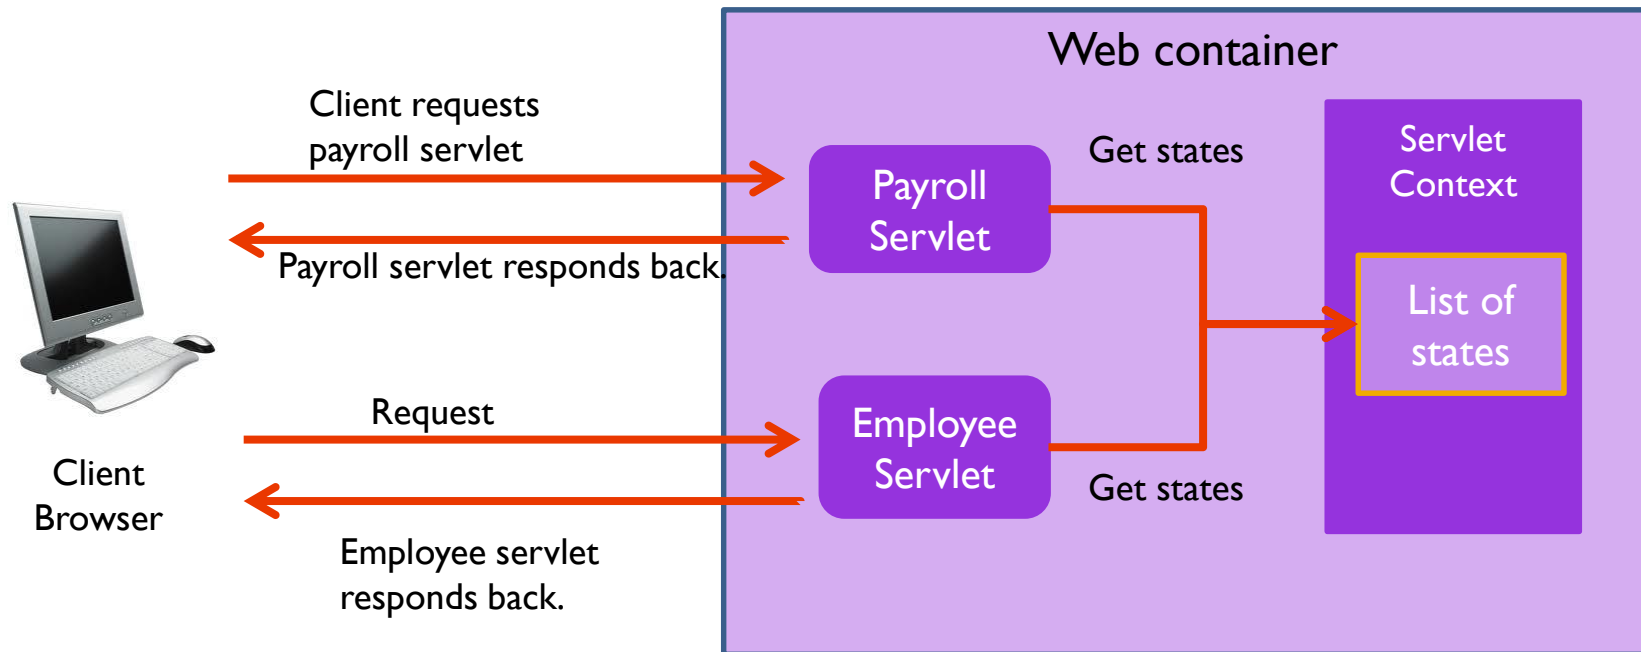 Web container
Client requests
payroll servlet
Payroll servlet responds back.
Payroll
Servlet
Get states
Servlet
Context
List of
states
Client
Browser
Request
Employee
Servlet
Get states
Employee servlet
responds back.